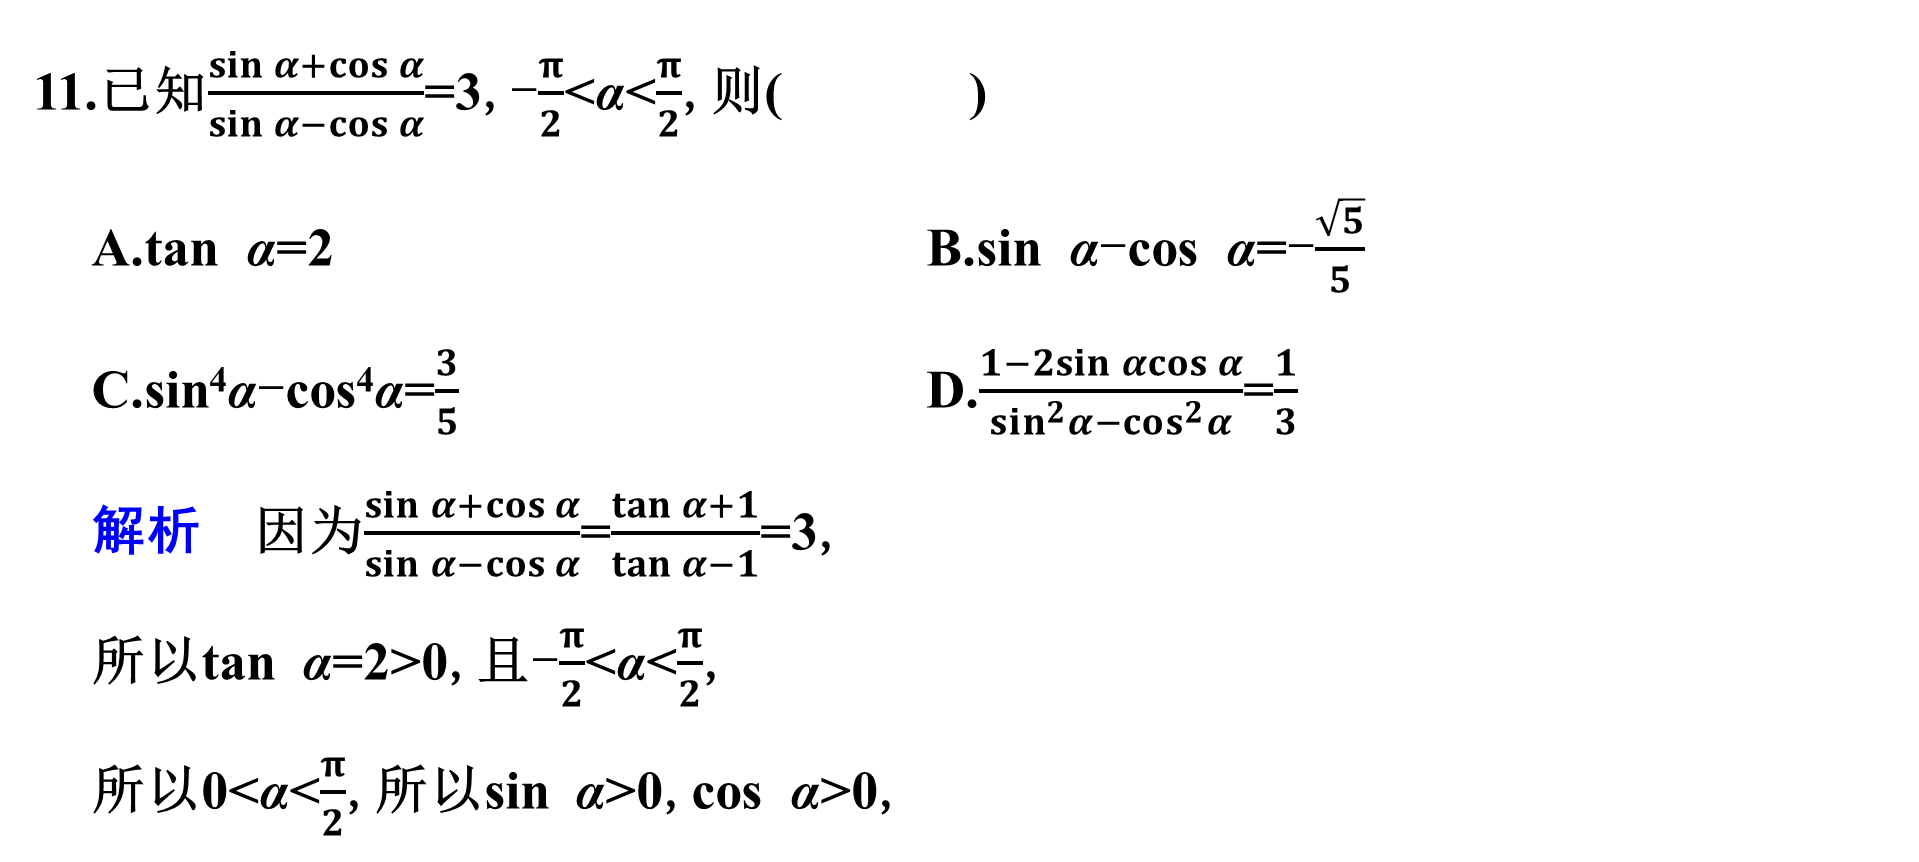 11.已知(sin α+cos α)/(sin α−cos α)=3, −π/2<α<π/2, 则(　　)
A.tan α=2　　B.sin α−cos α=−√5/5
C.sin⁴α−cos⁴α=3/5　　D.(1−2sin αcos α)/(sin²α−cos²α)=1/3
解析　因为(sin α+cos α)/(sin α−cos α)=(tan α+1)/(tan α−1)=3,
所以tan α=2>0, 且−π/2<α<π/2,
所以0<α<π/2, 所以sin α>0, cos α>0,